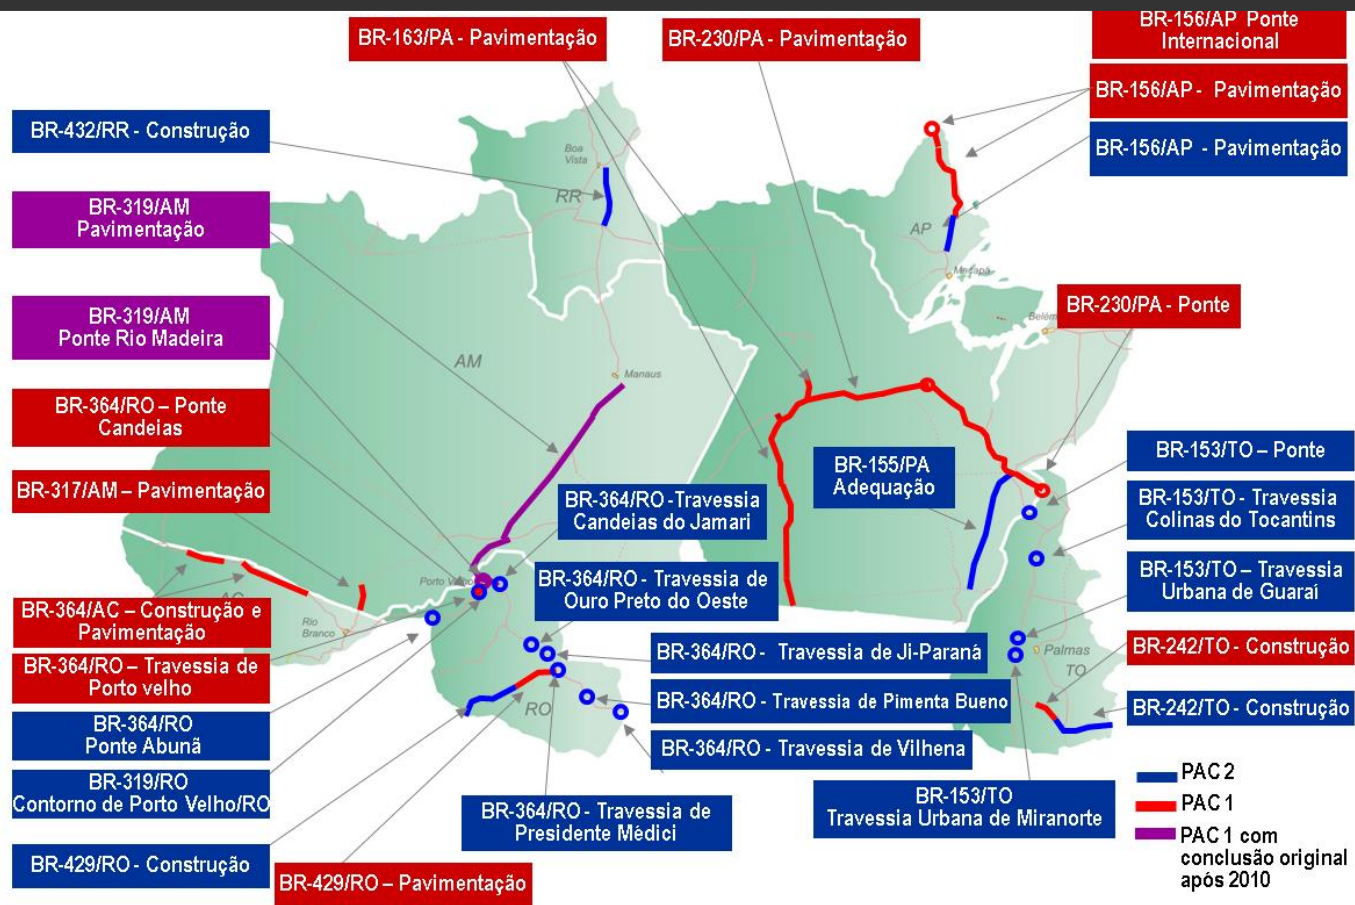 BR-163/PA - Pavimentação
BR-230/PA - Pavimentação
BR-156/AP Ponte
Internacional
BR-156/AP - Pavimentação
BR-156/AP - Pavimentação
BR-432/RR - Construção
BR-319/AM
Pavimentação
BR-319/AM
Ponte Rio Madeira
BR-364/RO – Ponte
Candeias
BR-317/AM – Pavimentação
BR-364/AC – Construção e
Pavimentação
BR-364/RO – Travessia de
Porto velho
BR-364/RO
Ponte Abunã
BR-319/RO
Contorno de Porto Velho/RO
BR-429/RO - Construção
BR-429/RO – Pavimentação
Boa
Vista
RR
AP
Macapá
AM
Manaus
Belém
BR-230/PA - Ponte
BR-155/PA
Adequação
BR-364/RO -Travessia
Candeias do Jamari
BR-364/RO - Travessia de
Ouro Preto do Oeste
BR-364/RO - Travessia de Ji-Paraná
BR-364/RO - Travessia de Pimenta Bueno
BR-364/RO - Travessia de Vilhena
BR-364/RO - Travessia de
Presidente Médici
BR-153/TO
Travessia Urbana de Miranorte
BR-153/TO – Ponte
BR-153/TO - Travessia
Colinas do Tocantins
BR-153/TO – Travessia
Urbana de Guaraí
BR-242/TO - Construção
BR-242/TO - Construção
Porto Velho
AC
Rio
Branco
RO
Palmas
TO
PAC 2
PAC 1
PAC 1 com
conclusão original
após 2010